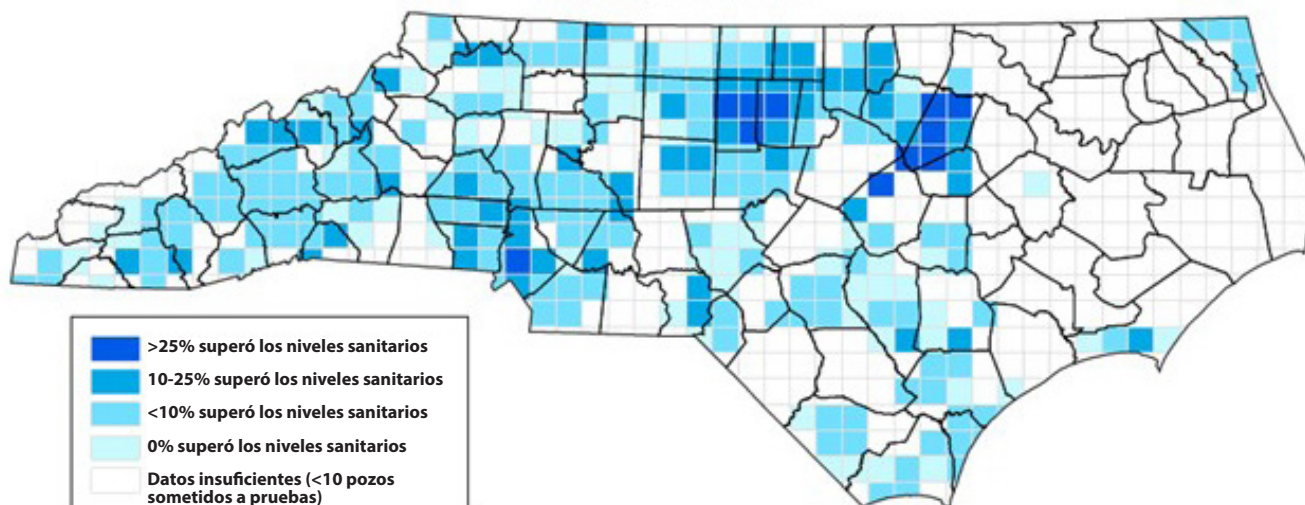 >25% superó los niveles sanitarios
10-25% superó los niveles sanitarios
<10% superó los niveles sanitarios
0% superó los niveles sanitarios
Datos insuficientes (<10 pozos
sometidos a pruebas)